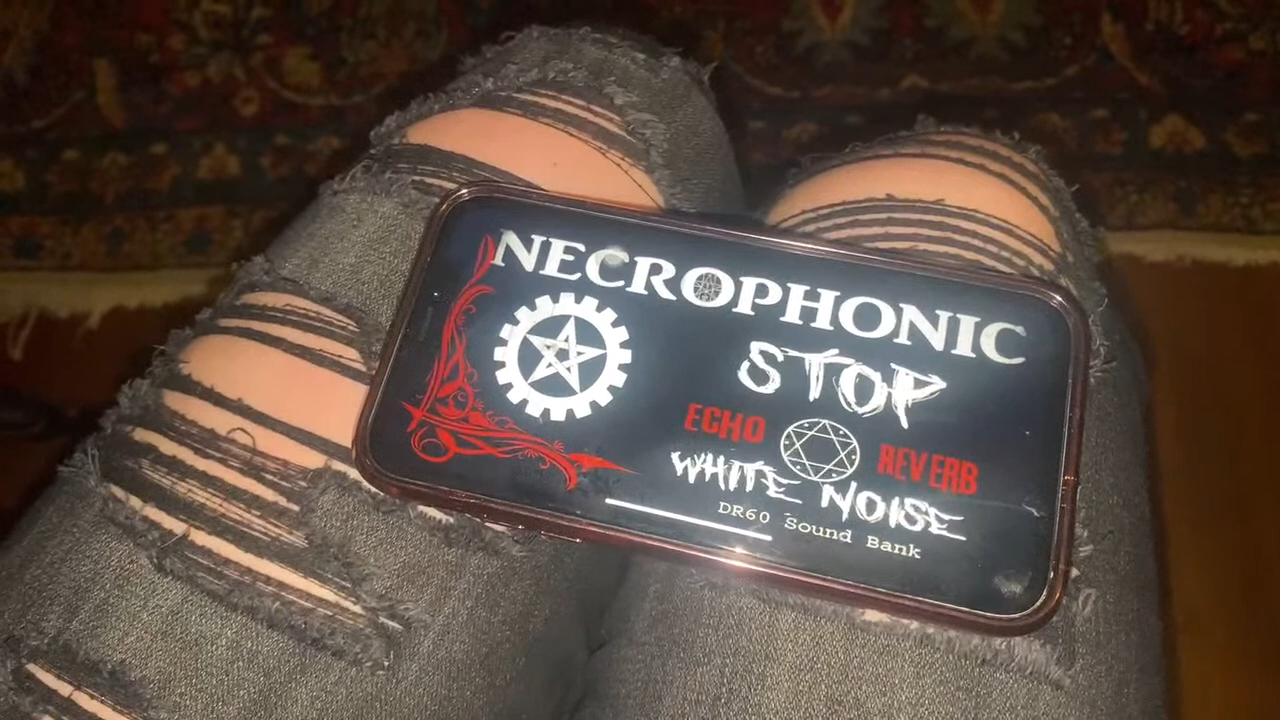 NECROPHONIC
STOP
ECHO REVERB
WHITE NOISE
DR60 Sound Bank